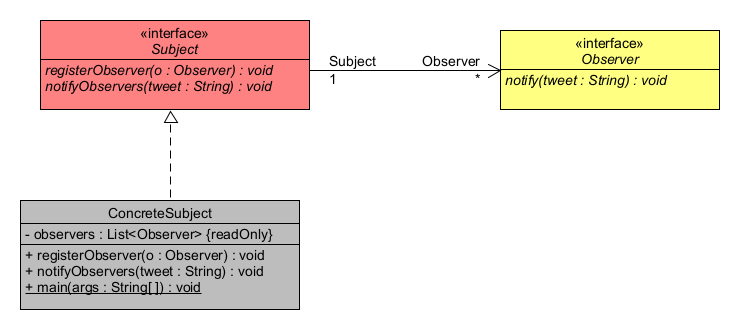 «interface»
Subject
registerObserver(o : Observer) : void
notifyObservers(tweet : String) : void
Subject
1
Observer
*
«interface»
Observer
notify(tweet : String) : void
ConcreteSubject
- observers : List<Observer> {readOnly}
+ registerObserver(o : Observer) : void
+ notifyObservers(tweet : String) : void
+ main(args : String[ ]) : void